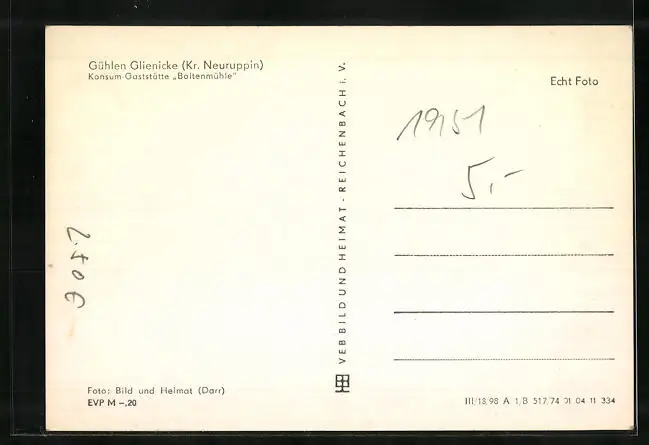 Gühlen Glienicke (Kr. Neuruppin)
Konsum-Gaststätte „Boltenmühle"
Echt Foto
1951
5,-
VEB BILD UND HEIMAT - REICHENBACH i. V.
Foto: Bild und Heimat (Darr)
EVP M -,20
III/18/98 A 1/B 517/74 01 04 11 334